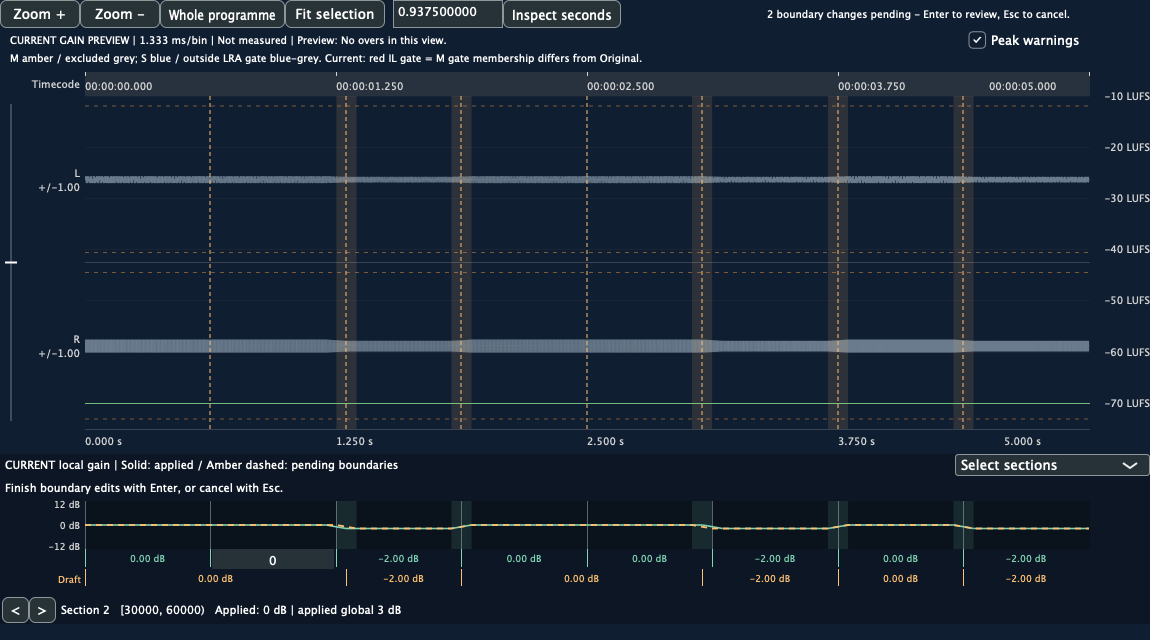 Zoom + Zoom − Whole programme Fit selection 0.937500000 Inspect seconds 2 boundary changes pending – Enter to review, Esc to cancel.
CURRENT GAIN PREVIEW | 1.333 ms/bin | Not measured | Preview: No overs in this view. Peak warnings
M amber / excluded grey; S blue / outside LRA gate blue-grey. Current: red IL gate = M gate membership differs from Original.
Timecode 00:00:00.000 00:00:01.250 00:00:02.500 00:00:03.750 00:00:05.000
−10 LUFS
−20 LUFS
L
+/−1.00
−30 LUFS
−40 LUFS
−50 LUFS
R
+/−1.00
−60 LUFS
−70 LUFS
0.000 s 1.250 s 2.500 s 3.750 s 5.000 s
CURRENT local gain | Solid: applied / Amber dashed: pending boundaries Select sections
Finish boundary edits with Enter, or cancel with Esc.
12 dB
0 dB
−12 dB
0.00 dB 0 −2.00 dB 0.00 dB 0.00 dB −2.00 dB 0.00 dB −2.00 dB
Draft 0.00 dB −2.00 dB 0.00 dB −2.00 dB 0.00 dB −2.00 dB
< > Section 2 [30000, 60000) Applied: 0 dB | applied global 3 dB